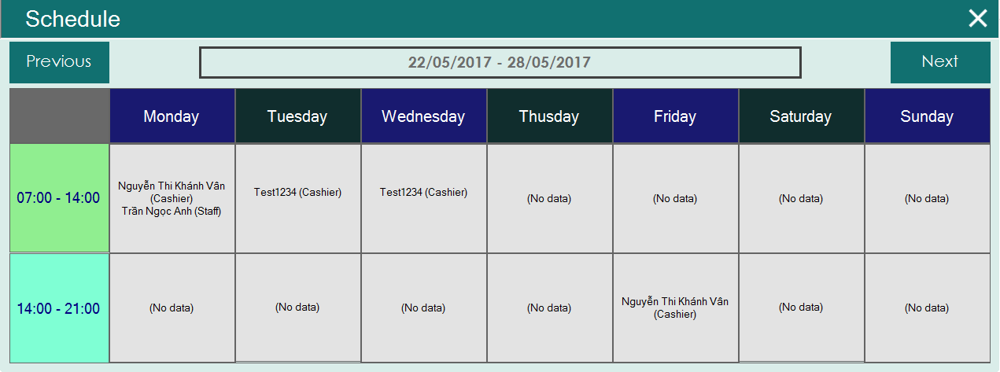 Schedule
Previous
22/05/2017 - 28/05/2017
Next
Monday
Tuesday
Wednesday
Thusday
Friday
Saturday
Sunday
07:00 - 14:00
Nguyễn Thi Khánh Vân
(Cashier)
Trần Ngọc Anh (Staff)
Test1234 (Cashier)
Test1234 (Cashier)
(No data)
(No data)
(No data)
(No data)
14:00 - 21:00
(No data)
(No data)
(No data)
(No data)
Nguyễn Thi Khánh Vân
(Cashier)
(No data)
(No data)